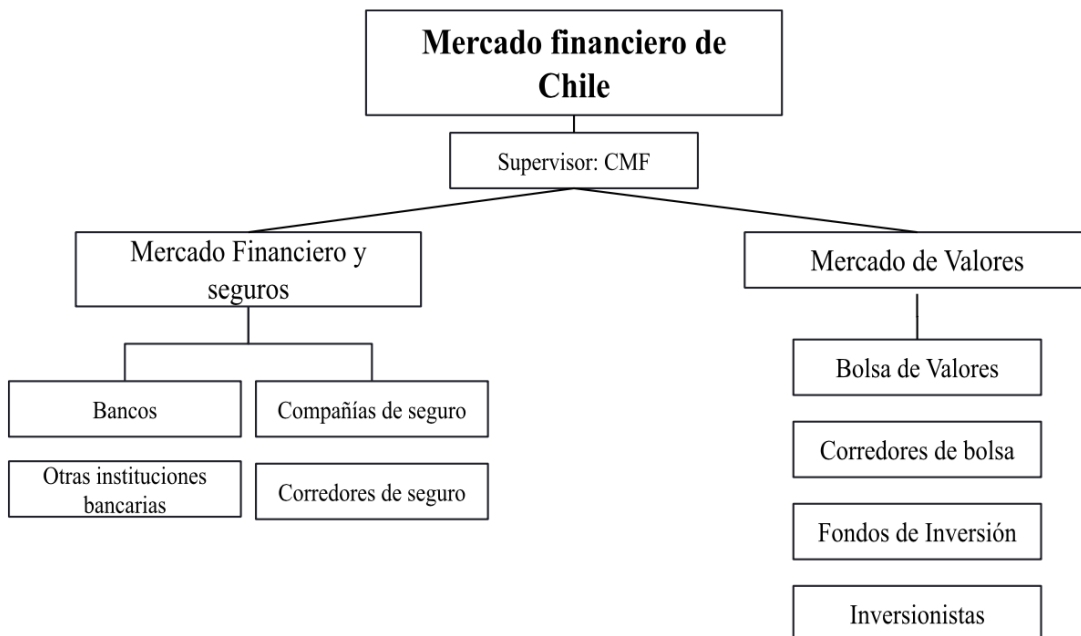 Mercado financiero de
Chile
Supervisor: CMF
Mercado Financiero y
seguros
Mercado de Valores
Bancos
Compañías de seguro
Otras instituciones
bancarias
Corredores de seguro
Bolsa de Valores
Corredores de bolsa
Fondos de Inversión
Inversionistas